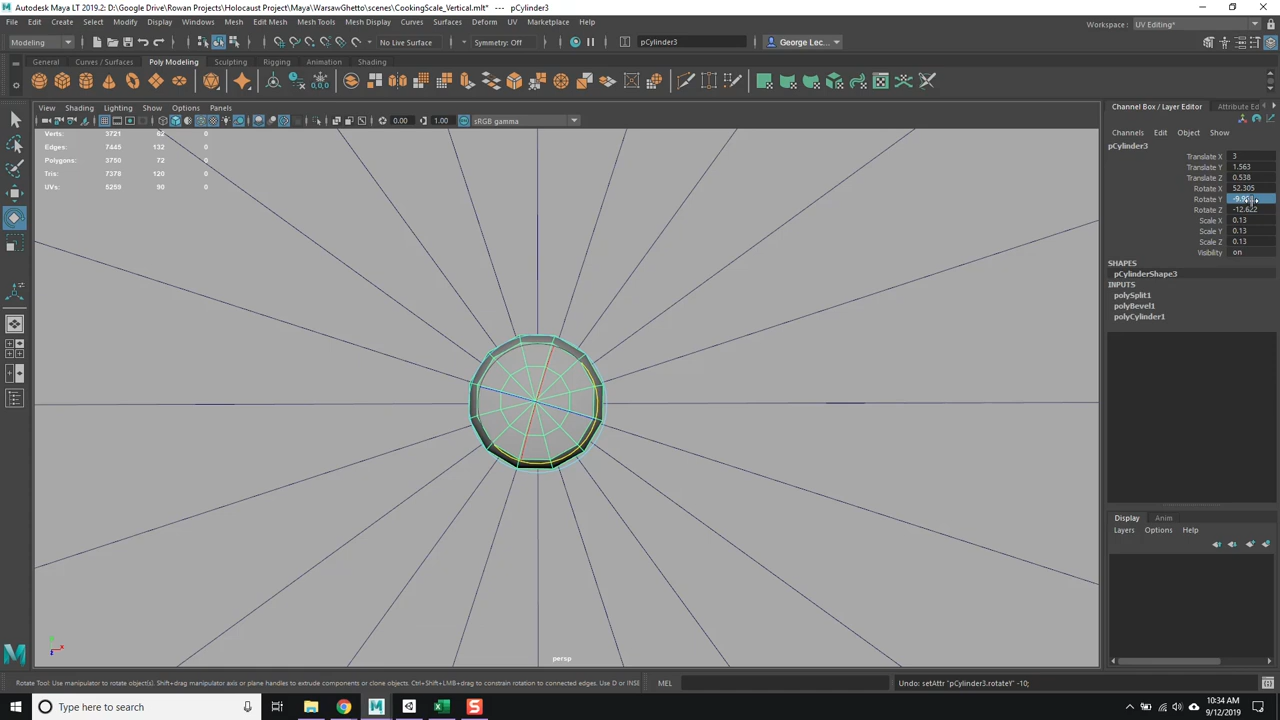 Autodesk Maya LT 2019.2: D:\Google Drive\Rowan Projects\Holocaust Project\Maya\WarsawGhetto\scenes\CookingScale_Vertical.mlt* --- pCylinder3
File Edit Create Select Modify Display Windows Mesh Edit Mesh Mesh Tools Mesh Display Curves Surfaces Deform UV Marketplace Help
Workspace : UV Editing*
Modeling No Live Surface Symmetry: Off pCylinder3 George Lec...
General Curves / Surfaces Poly Modeling Sculpting Rigging Animation Shading
View Shading Lighting Show Options Panels
0.00 1.00 sRGB gamma
Verts: 3721 62 0
Edges: 7445 132 0
Polygons: 3750 72 0
Tris: 7378 120 0
UVs: 5259 90 0
persp
Channel Box / Layer Editor Attribute Ed
Channels Edit Object Show
pCylinder3
Translate X 3
Translate Y 1.563
Translate Z 0.538
Rotate X 52.305
Rotate Y
Rotate Z -12.622
Scale X 0.13
Scale Y 0.13
Scale Z 0.13
Visibility on
SHAPES
pCylinderShape3
INPUTS
polySplit1
polyBevel1
polyCylinder1
Display Anim
Layers Options Help
Rotate Tool: Use manipulator to rotate object(s). Shift+drag manipulator axis or plane handles to extrude components or clone objects. Ctrl+Shift+LMB+drag to constrain rotation to connected edges. Use D or INSE
MEL
Undo: setAttr "pCylinder3.rotateY" -10;
Type here to search
10:34 AM
9/12/2019